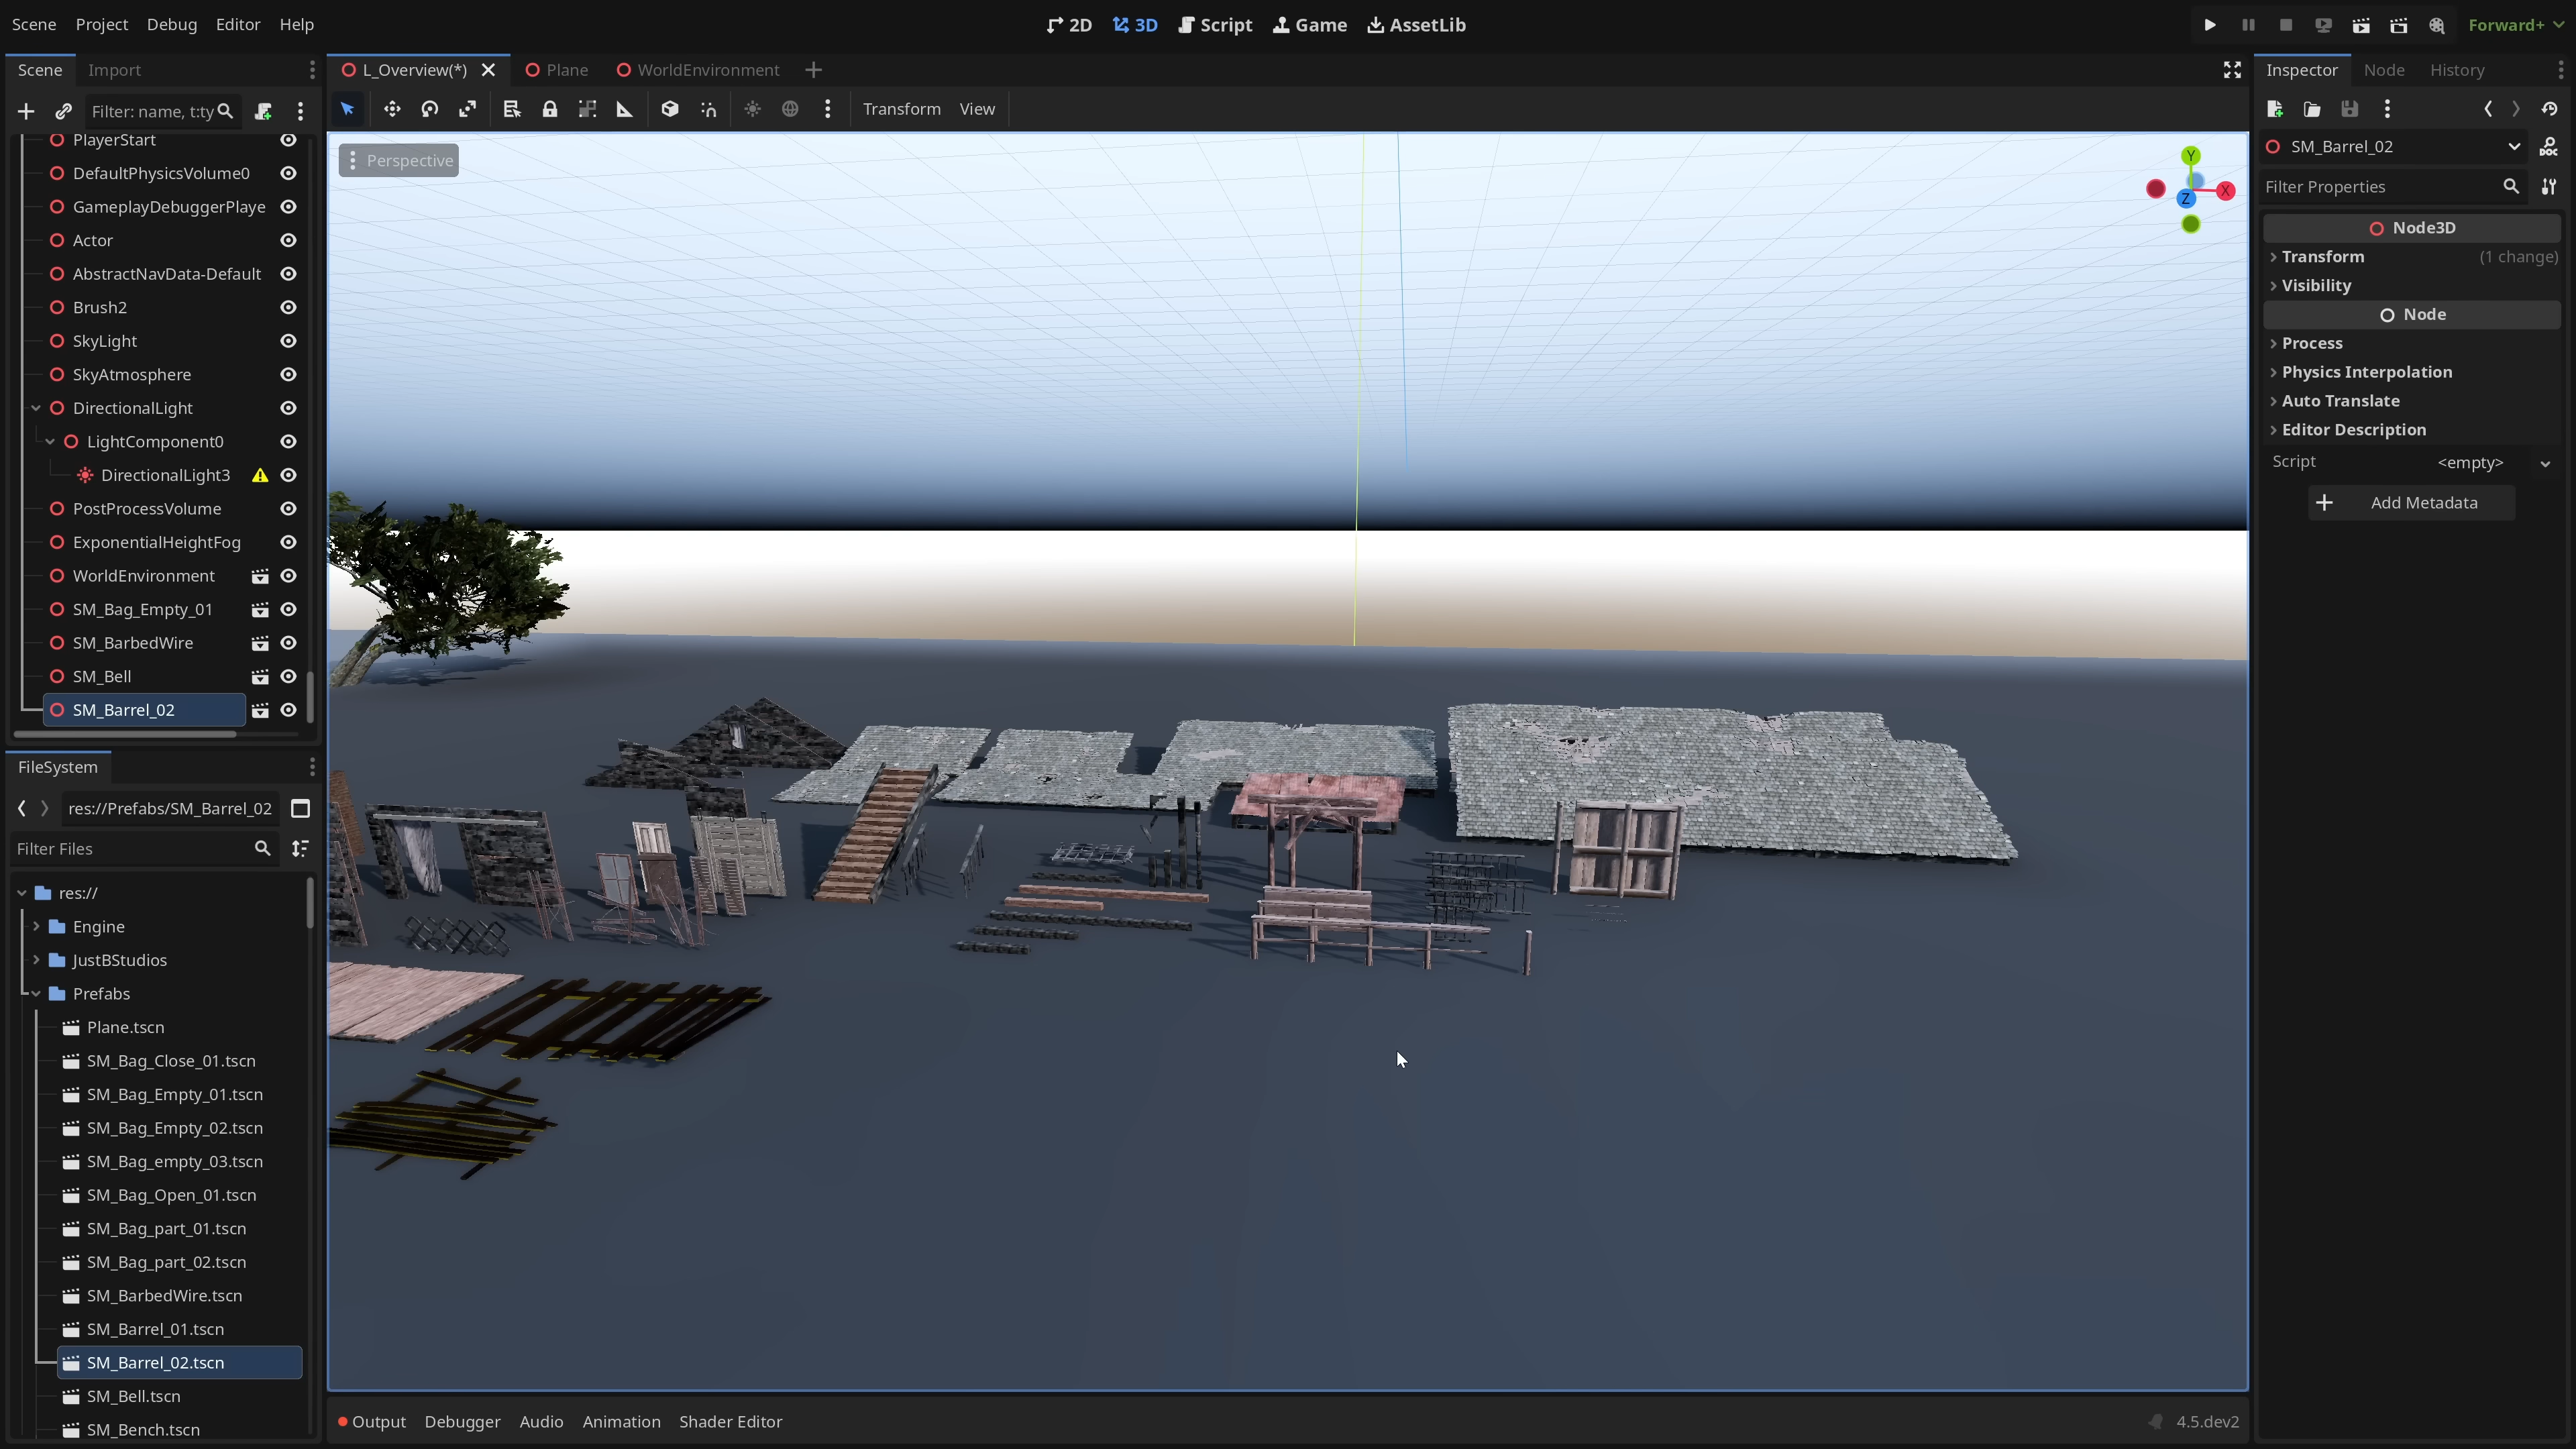 Scene Project Debug Editor Help
2D 3D Script Game AssetLib
Forward+
Scene Import
Filter: name, t:ty
PlayerStart
DefaultPhysicsVolume0
GameplayDebuggerPlaye
Actor
AbstractNavData-Default
Brush2
SkyLight
SkyAtmosphere
DirectionalLight
LightComponent0
DirectionalLight3
PostProcessVolume
ExponentialHeightFog
WorldEnvironment
SM_Bag_Empty_01
SM_BarbedWire
SM_Bell
SM_Barrel_02
FileSystem
res://Prefabs/SM_Barrel_02
Filter Files
res://
Engine
JustBStudios
Prefabs
Plane.tscn
SM_Bag_Close_01.tscn
SM_Bag_Empty_01.tscn
SM_Bag_Empty_02.tscn
SM_Bag_empty_03.tscn
SM_Bag_Open_01.tscn
SM_Bag_part_01.tscn
SM_Bag_part_02.tscn
SM_BarbedWire.tscn
SM_Barrel_01.tscn
SM_Barrel_02.tscn
SM_Bell.tscn
SM_Bench.tscn
L_Overview(*) Plane WorldEnvironment
Transform View
Perspective
Y
X
Z
Output Debugger Audio Animation Shader Editor
4.5.dev2
Inspector Node History
SM_Barrel_02
DOC
Filter Properties
Node3D
Transform (1 change)
Visibility
Node
Process
Physics Interpolation
Auto Translate
Editor Description
Script <empty>
Add Metadata